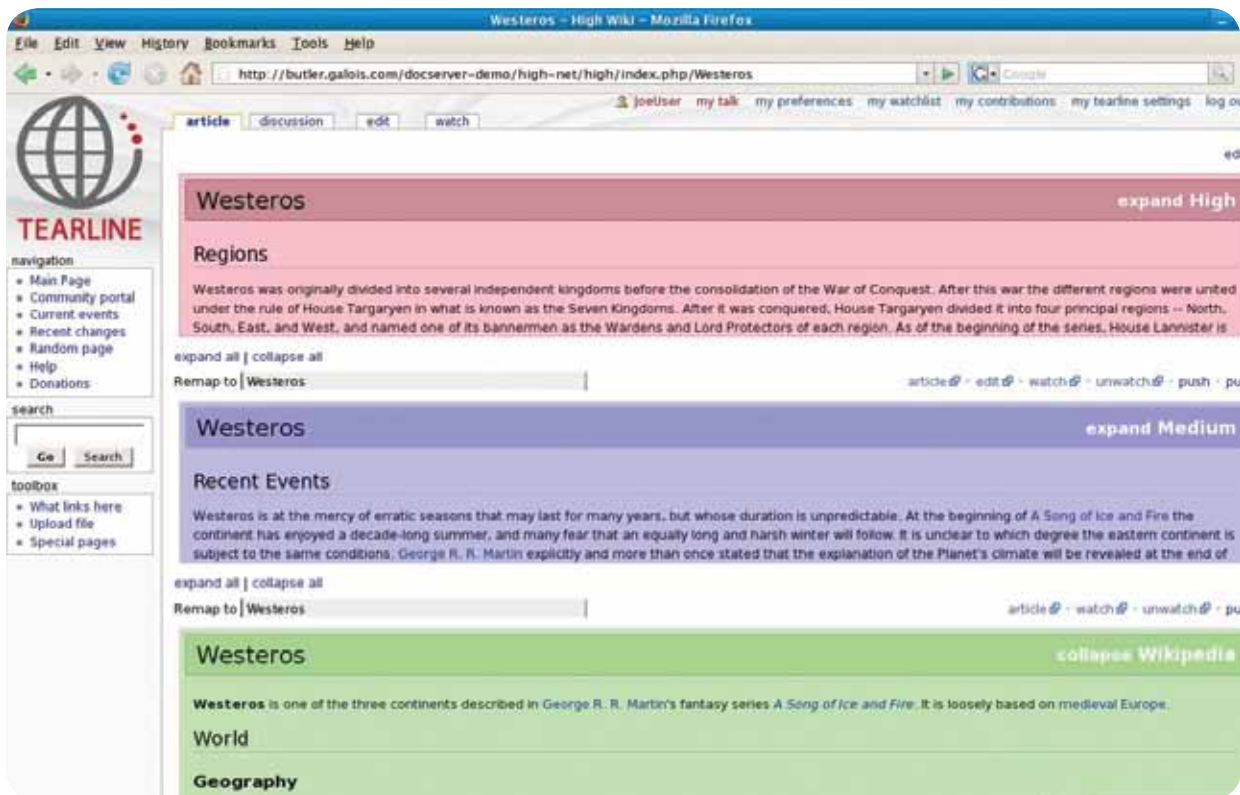 Westeros – High Wiki – Mozilla Firefox
File Edit View History Bookmarks Tools Help
http://butler.galois.com/docserver-demo/high-net/high/index.php/Westeros
Google
JoeUser my talk my preferences my watchlist my contributions my tearline settings log ou
article discussion edit watch
ed
TEARLINE
navigation
Main Page
Community portal
Current events
Recent changes
Random page
Help
Donations
search
Go Search
toolbox
What links here
Upload file
Special pages
Westeros expand High
Regions
Westeros was originally divided into several independent kingdoms before the consolidation of the War of Conquest. After this war the different regions were united
under the rule of House Targaryen in what is known as the Seven Kingdoms. After it was conquered, House Targaryen divided it into four principal regions -- North,
South, East, and West, and named one of its bannermen as the Wardens and Lord Protectors of each region. As of the beginning of the series, House Lannister is
expand all | collapse all
Remap to Westeros article · edit · watch · unwatch · push · pu
Westeros expand Medium
Recent Events
Westeros is at the mercy of erratic seasons that may last for many years, but whose duration is unpredictable. At the beginning of A Song of Ice and Fire the
continent has enjoyed a decade-long summer, and many fear that an equally long and harsh winter will follow. It is unclear to which degree the eastern continent is
subject to the same conditions. George R. R. Martin explicitly and more than once stated that the explanation of the Planet's climate will be revealed at the end of
expand all | collapse all
Remap to Westeros article · watch · unwatch · pu
Westeros collapse Wikipedia
Westeros is one of the three continents described in George R. R. Martin's fantasy series A Song of Ice and Fire. It is loosely based on medieval Europe.
World
Geography